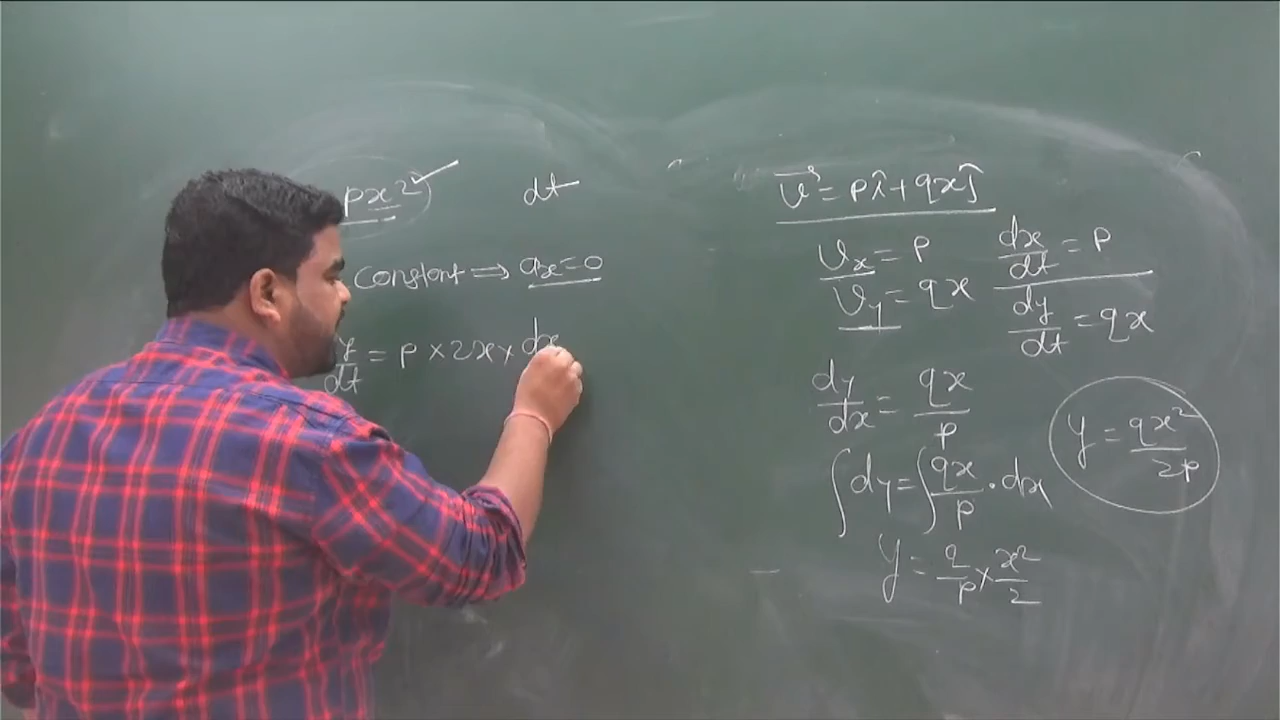 px²) ✓ dt
constant ⇒ aₓ=0
y/dt = p × 2x × dx
v⃗ = pî + qxĵ
vₓ = p
v_y = qx
dx/dt = p
dy/dt = qx
dy/dx = qx/p
∫dy = ∫qx/p · dx
y = q/p × x²/2
y = qx²/2p